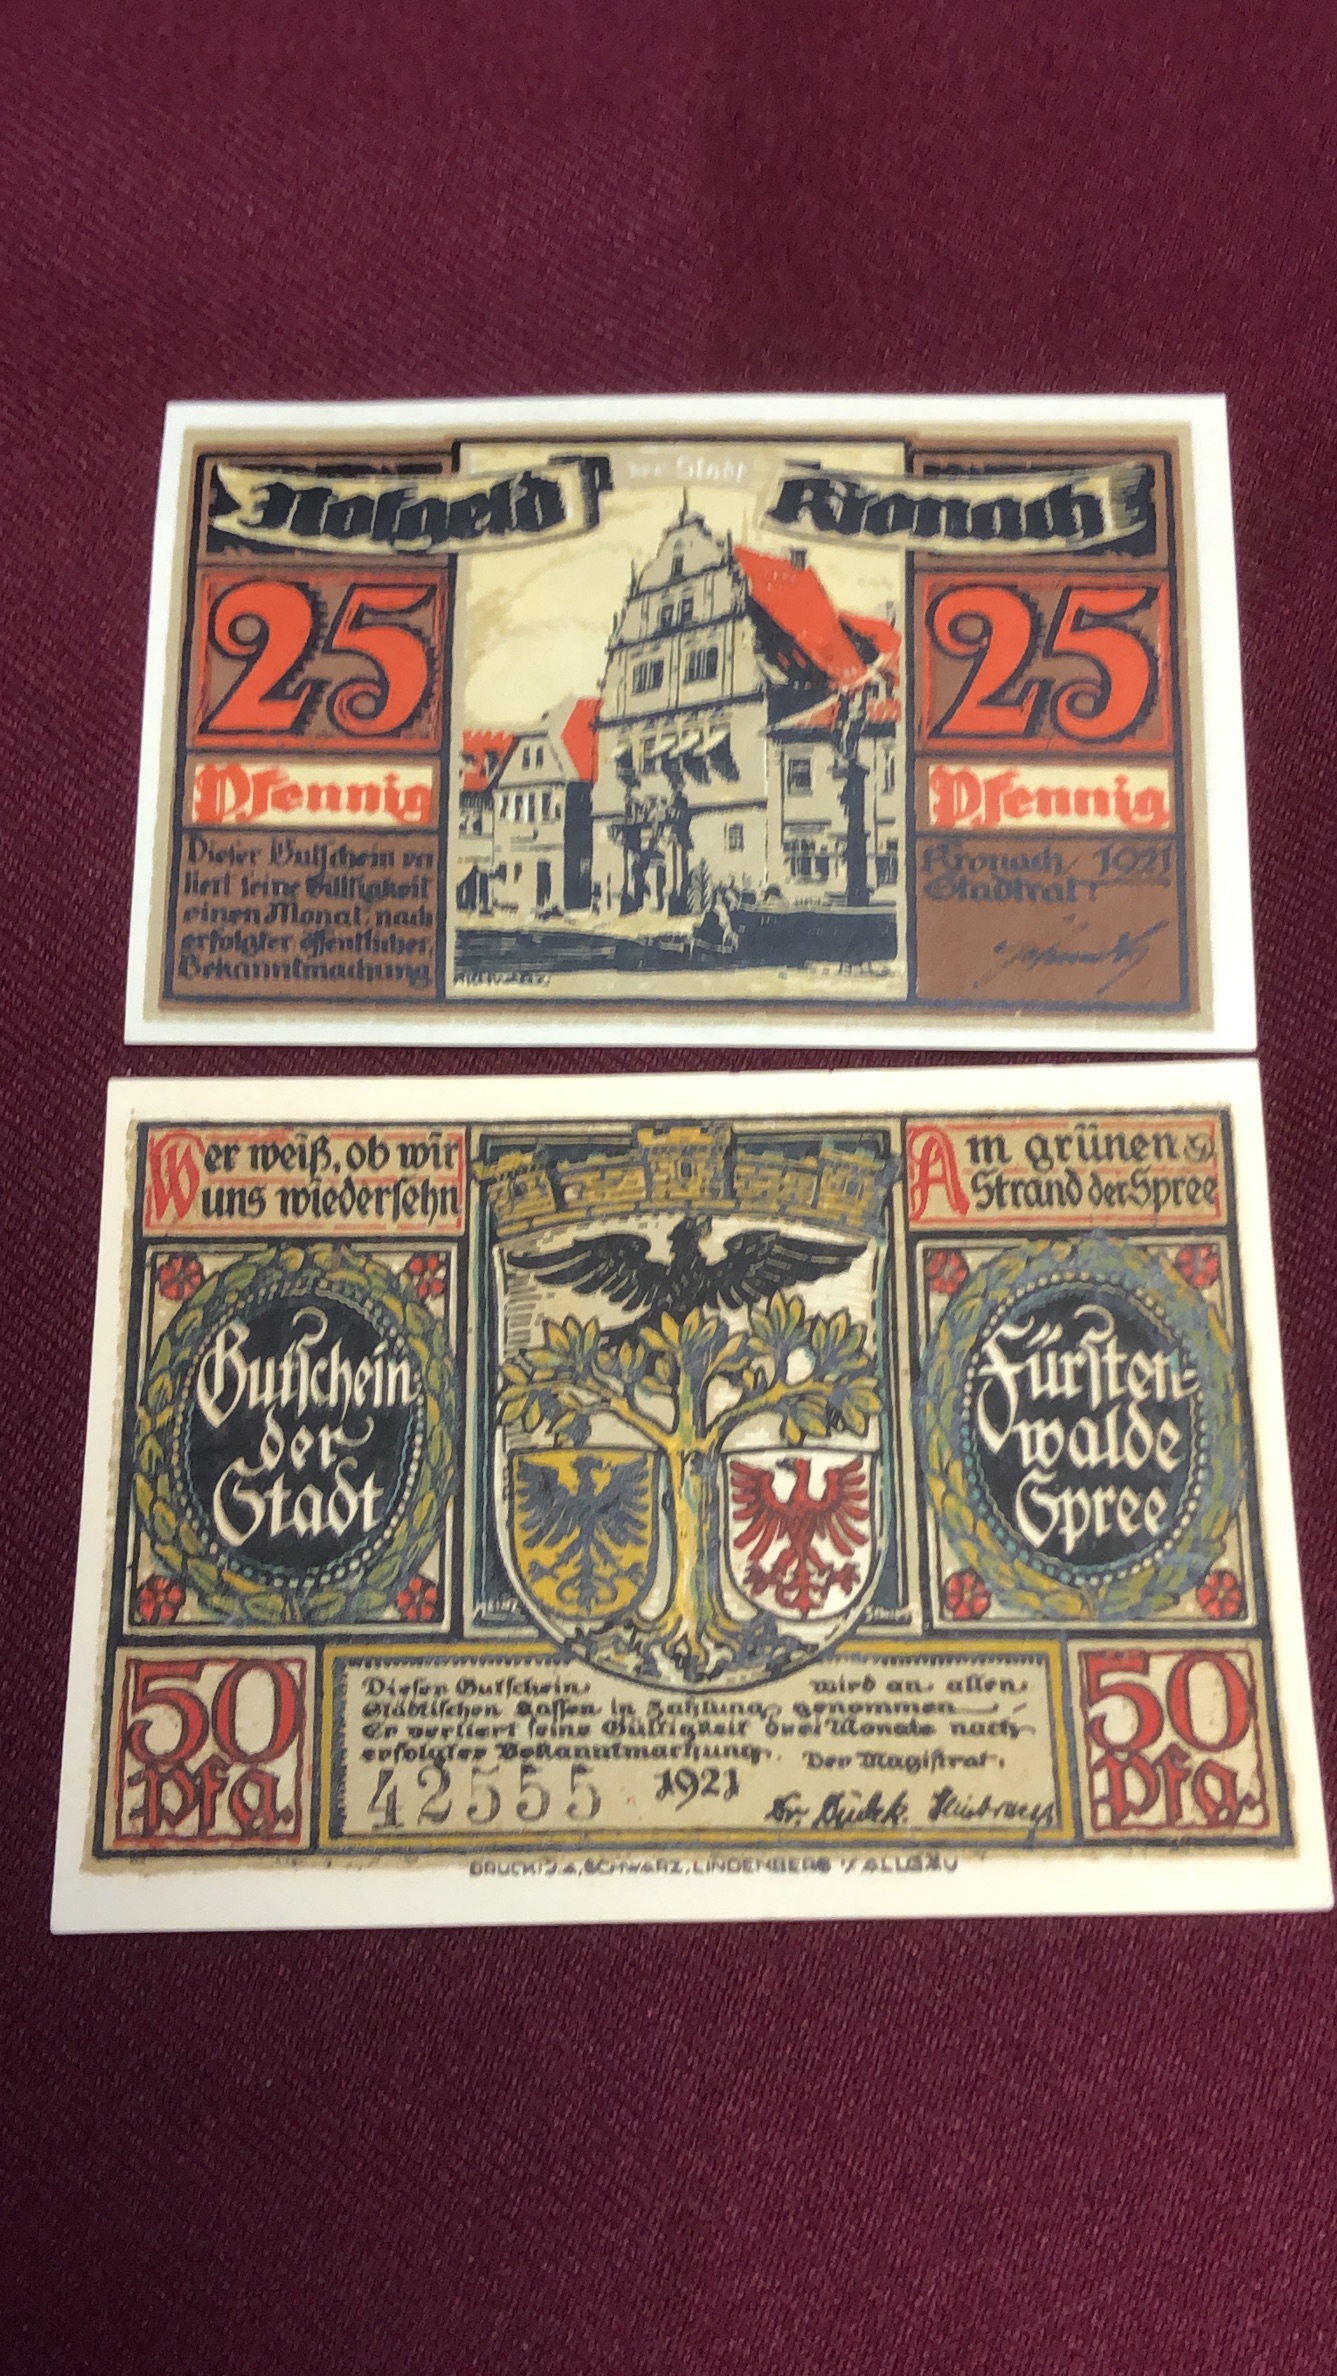 Notgeld der Stadt Kronach
25
25
Pfennig
Pfennig
Dieser Gutschein ver
liert seine Gültigkeit
einen Monat nach
erfolgter öffentlicher
Bekanntmachung.
Kronach, 1921
Stadtrat:
Wer weiß, ob wir
uns wiedersehn
Am grünen
Strand der Spree
Gutschein
der
Stadt
Fürsten-
walde
Spree
50
Pfg.
50
Pfg.
Dieser Gutschein wird an allen
Städtischen Kassen in Zahlung genommen
Er verliert seine Gültigkeit drei Monate nach
erfolgter Bekanntmachung. Der Magistrat.
42555 1921
DRUCK: J.A. SCHWARZ, LINDENBERG I/ALLGÄU